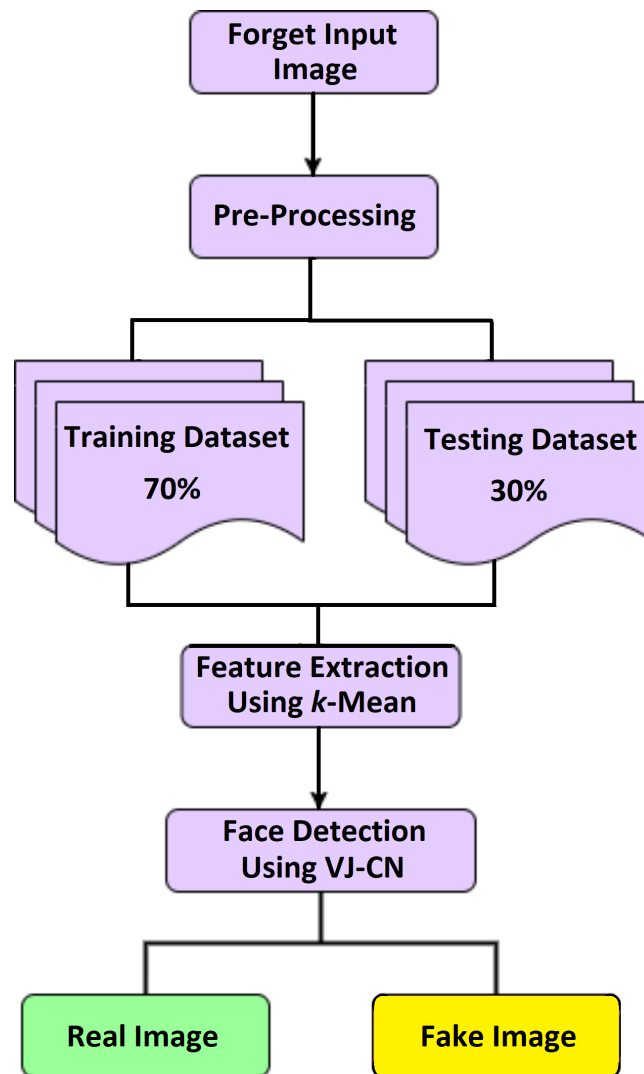 Forget Input
Image
Pre-Processing
Training Dataset
70%
Testing Dataset
30%
Feature Extraction
Using k-Mean
Face Detection
Using VJ-CN
Real Image
Fake Image